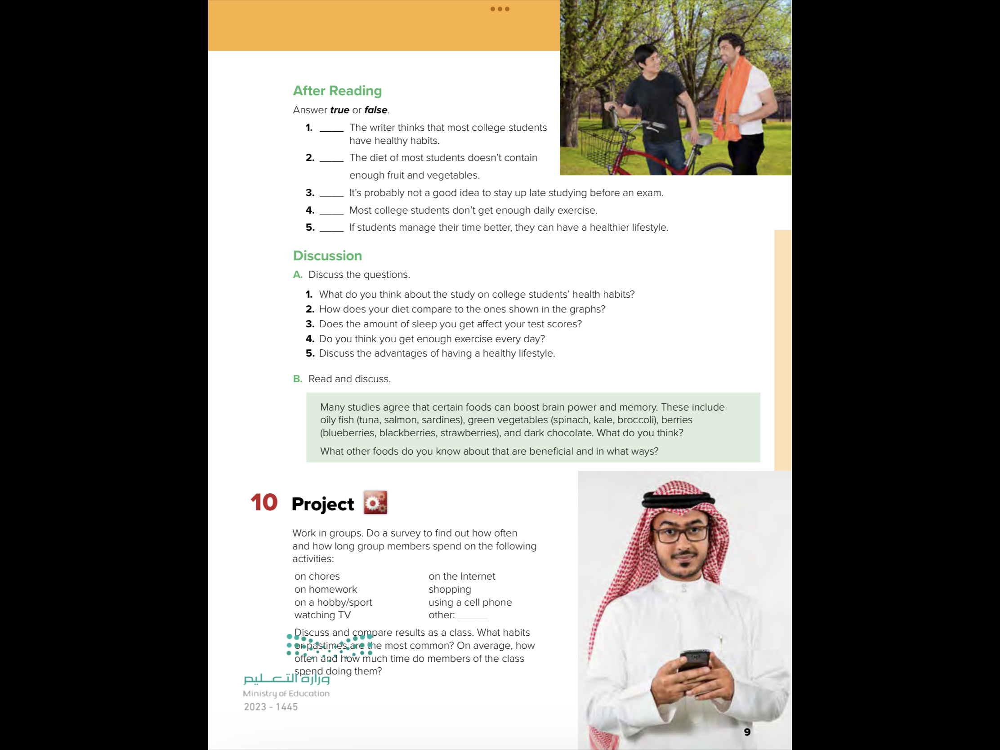 After Reading
Answer true or false.
1. ____ The writer thinks that most college students
have healthy habits.
2. ____ The diet of most students doesn't contain
enough fruit and vegetables.
3. ____ It's probably not a good idea to stay up late studying before an exam.
4. ____ Most college students don't get enough daily exercise.
5. ____ If students manage their time better, they can have a healthier lifestyle.
Discussion
A. Discuss the questions.
1. What do you think about the study on college students' health habits?
2. How does your diet compare to the ones shown in the graphs?
3. Does the amount of sleep you get affect your test scores?
4. Do you think you get enough exercise every day?
5. Discuss the advantages of having a healthy lifestyle.
B. Read and discuss.
Many studies agree that certain foods can boost brain power and memory. These include
oily fish (tuna, salmon, sardines), green vegetables (spinach, kale, broccoli), berries
(blueberries, blackberries, strawberries), and dark chocolate. What do you think?
What other foods do you know about that are beneficial and in what ways?
10 Project
Work in groups. Do a survey to find out how often
and how long group members spend on the following
activities:
on chores
on homework
on a hobby/sport
watching TV
on the Internet
shopping
using a cell phone
other: _____
Discuss and compare results as a class. What habits
or pastimes are the most common? On average, how
often and how much time do members of the class
spend doing them?
وزارة التعليم
Ministry of Education
2023 - 1445
9